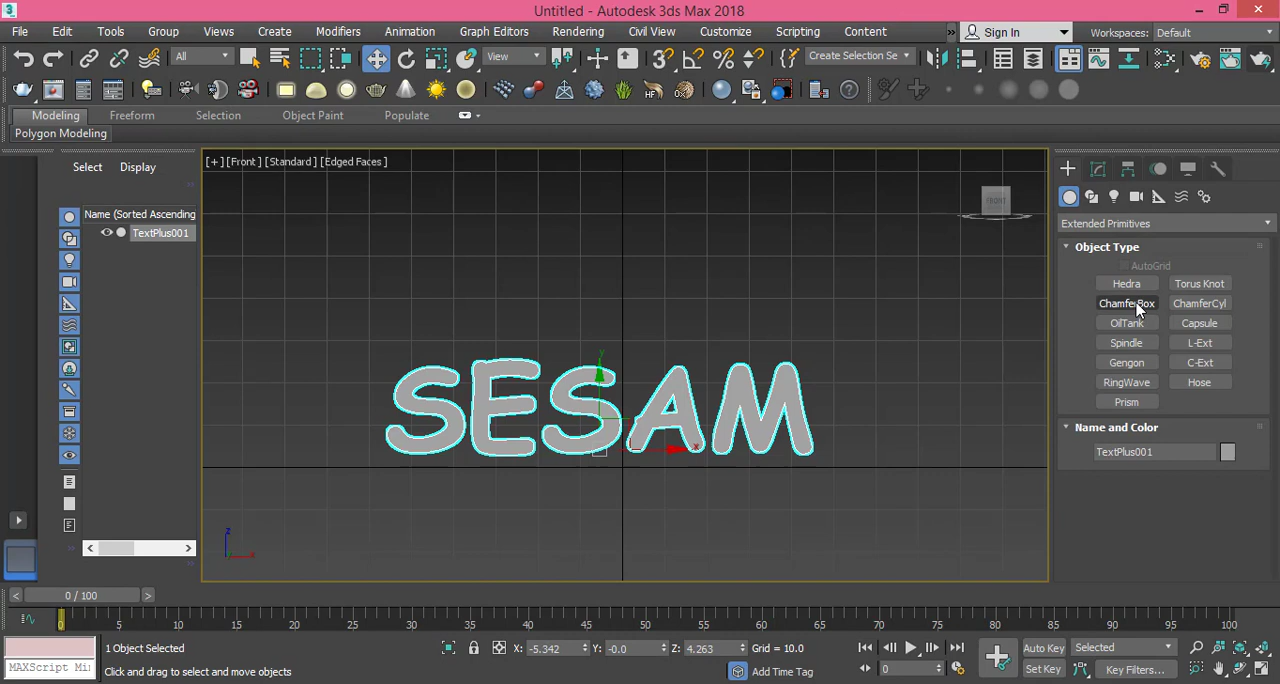 Untitled - Autodesk 3ds Max 2018
File Edit Tools Group Views Create Modifiers Animation Graph Editors Rendering Civil View Customize Scripting Content » Sign In Workspaces: Default
All View Create Selection Se
Modeling Freeform Selection Object Paint Populate
Polygon Modeling
Select Display
[+] [Front] [Standard] [Edged Faces]
FRONT
Name (Sorted Ascending
TextPlus001
Extended Primitives
Object Type
AutoGrid
Hedra Torus Knot
ChamferBox ChamferCyl
OilTank Capsule
Spindle L-Ext
Gengon C-Ext
RingWave Hose
Prism
Name and Color
TextPlus001
SESAM
y
x
z
x
< 0 / 100 >
0 5 10 15 20 25 30 35 40 45 50 55 60 65 70 75 80 85 90 95 100
1 Object Selected X: -5.342 Y: -0.0 Z: 4.263 Grid = 10.0 Auto Key Selected
MAXScript Mi: Click and drag to select and move objects Add Time Tag 0 Set Key Key Filters...